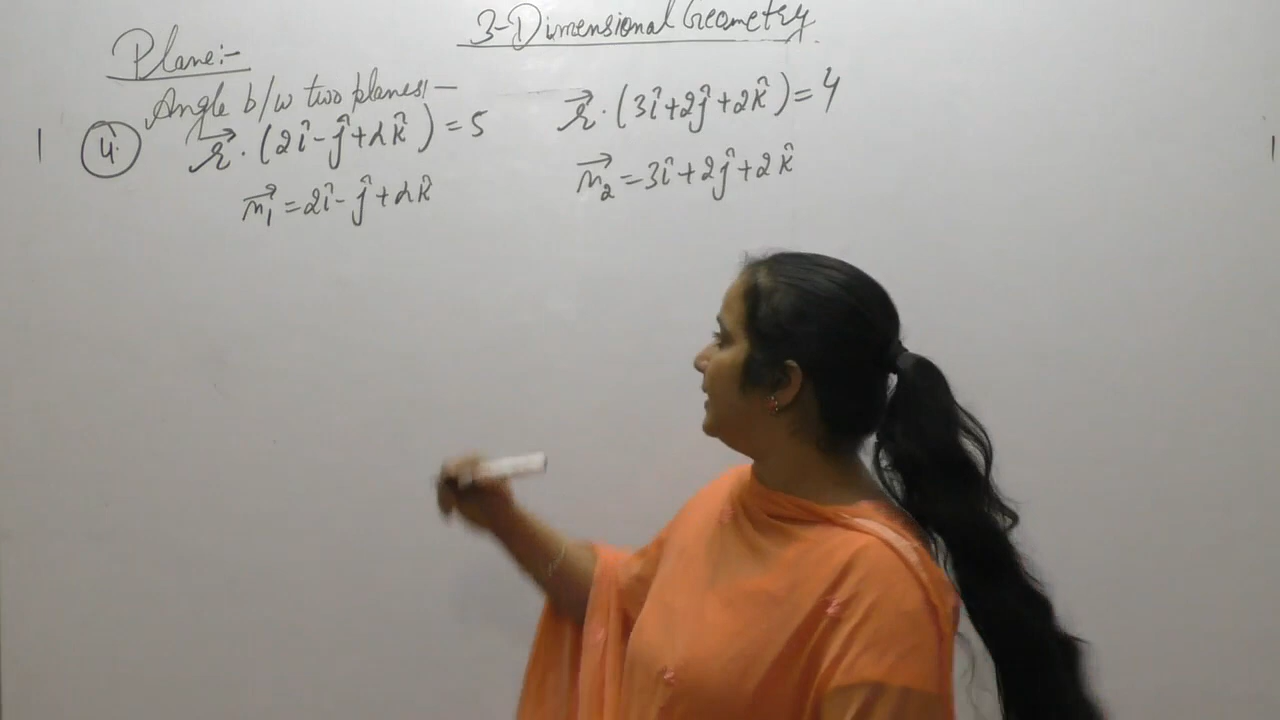 3-Dimensional Geometry
Plane:-
Angle b/w two planes:-
4. r⃗.(2î-ĵ+λk̂)=5 r⃗.(3î+2ĵ+2k̂)=4
n⃗₁=2î-ĵ+λk̂ n⃗₂=3î+2ĵ+2k̂